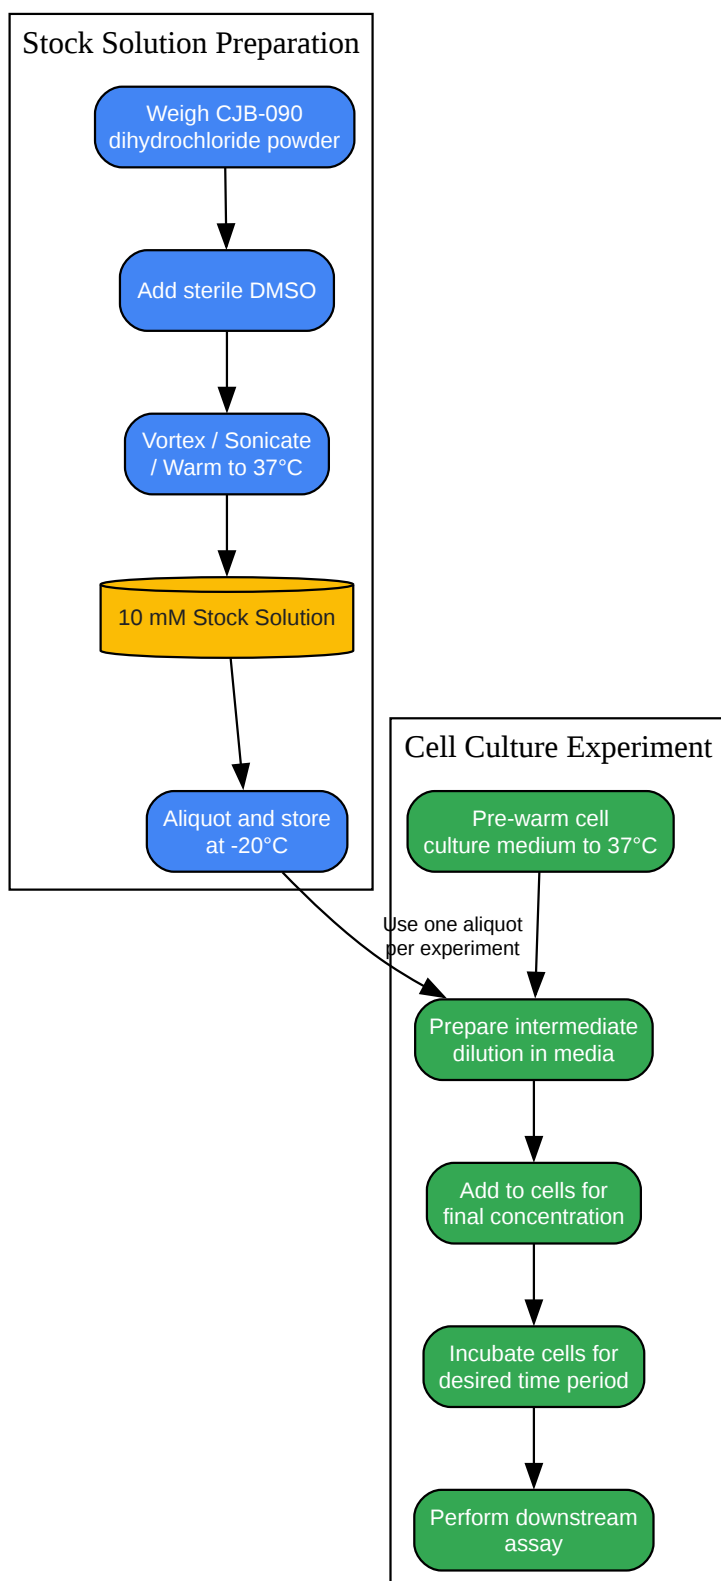 Stock Solution Preparation
Weigh CJB-090
dihydrochloride powder
Add sterile DMSO
Vortex / Sonicate
/ Warm to 37°C
10 mM Stock Solution
Aliquot and store
at -20°C
Cell Culture Experiment
Pre-warm cell
culture medium to 37°C
Use one aliquot
per experiment
Prepare intermediate
dilution in media
Add to cells for
final concentration
Incubate cells for
desired time period
Perform downstream
assay